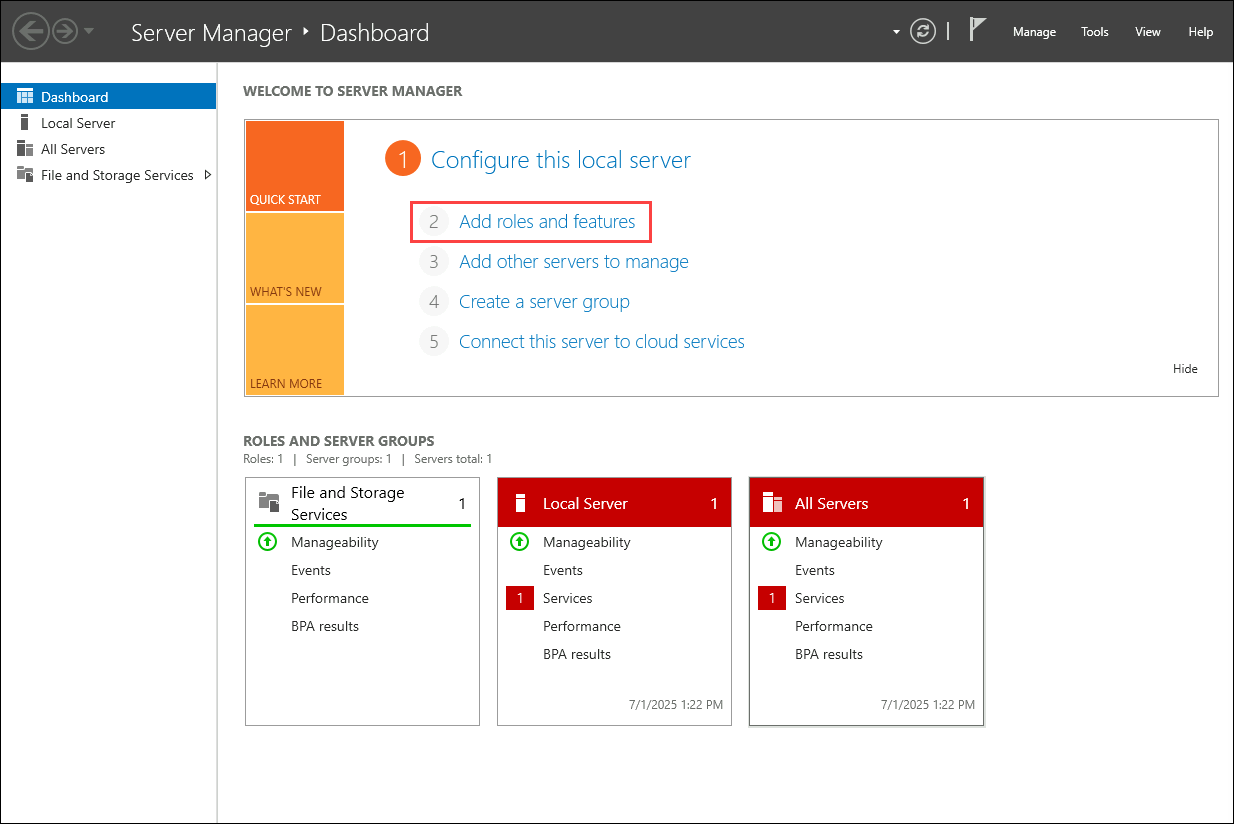 Server Manager ‣ Dashboard
Manage Tools View Help
Dashboard
Local Server
All Servers
File and Storage Services
WELCOME TO SERVER MANAGER
QUICK START
WHAT'S NEW
LEARN MORE
1 Configure this local server
2 Add roles and features
3 Add other servers to manage
4 Create a server group
5 Connect this server to cloud services
Hide
ROLES AND SERVER GROUPS
Roles: 1 | Server groups: 1 | Servers total: 1
File and Storage
Services 1
Manageability
Events
Performance
BPA results
Local Server 1
Manageability
Events
1 Services
Performance
BPA results
7/1/2025 1:22 PM
All Servers 1
Manageability
Events
1 Services
Performance
BPA results
7/1/2025 1:22 PM